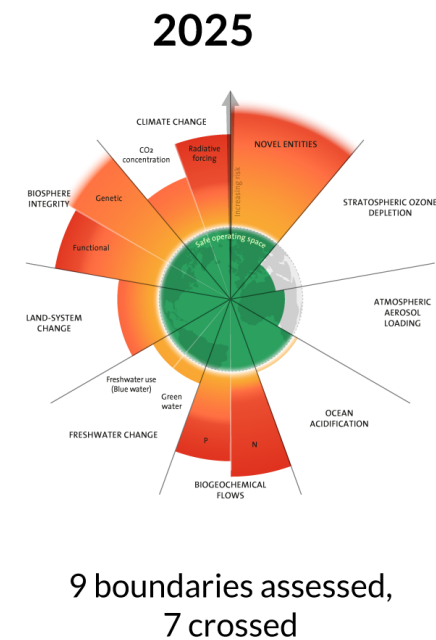 2025
CLIMATE CHANGE
CO₂
concentration
Radiative
forcing
NOVEL ENTITIES
Increasing risk
BIOSPHERE
INTEGRITY
Genetic
Functional
STRATOSPHERIC OZONE
DEPLETION
Safe operating space
ATMOSPHERIC
AEROSOL
LOADING
LAND-SYSTEM
CHANGE
Freshwater use
(Blue water)
Green
water
OCEAN
ACIDIFICATION
FRESHWATER CHANGE
P
N
BIOGEOCHEMICAL
FLOWS
9 boundaries assessed,
7 crossed